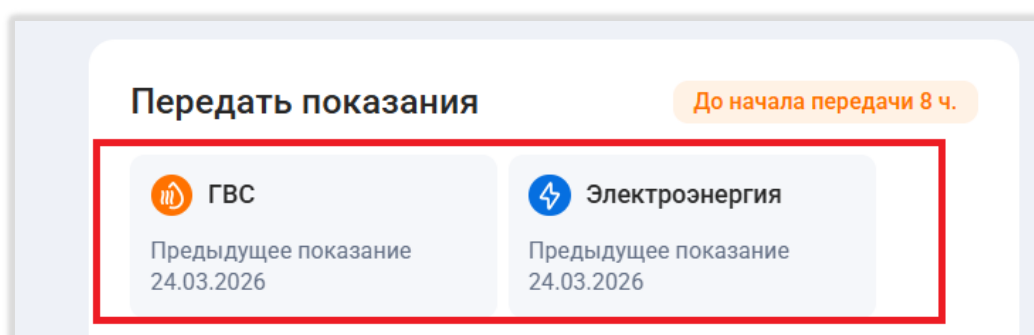 Передать показания
До начала передачи 8 ч.
ГВС
Предыдущее показание
24.03.2026
Электроэнергия
Предыдущее показание
24.03.2026